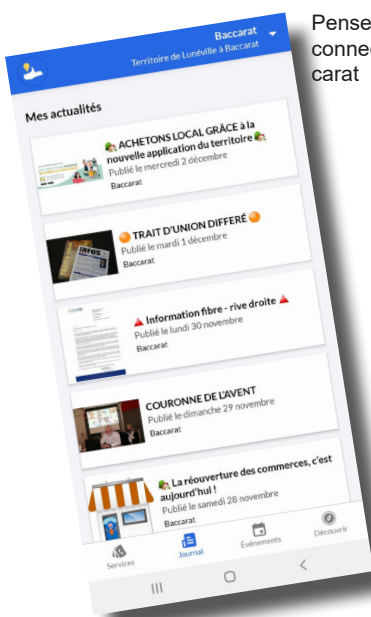 Baccarat
Territoire de Lunéville à Baccarat
Pense
connec
carat
Mes actualités
🏡 ACHETONS LOCAL GRÂCE à la
nouvelle application du territoire 🏡
Publié le mercredi 2 décembre
Baccarat
INFOS
🟠 TRAIT D'UNION DIFFERÉ 🟠
Publié le mardi 1 décembre
Baccarat
🔺 Information fibre - rive droite 🔺
Publié le lundi 30 novembre
Baccarat
COURONNE DE L'AVENT
Publié le dimanche 29 novembre
Baccarat
🏡 La réouverture des commerces, c'est
aujourd'hui !
Publié le samedi 28 novembre
Baccarat
Services
Journal
Événements
Découvrir